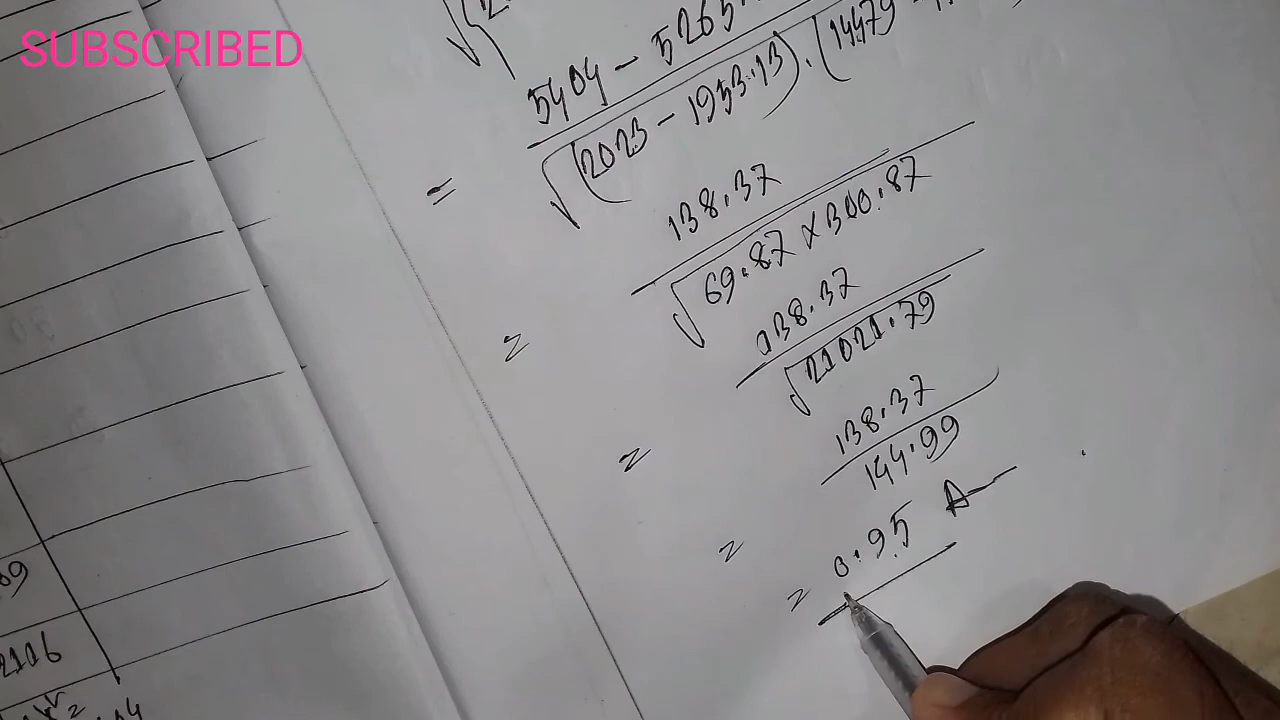 SUBSCRIBED
5404 - 5265
= √(2023 - 1953.13) . (14479 -
138.37
= √69.87 × 300.87
138.37
= √21021.79
138.37
= 144.99
= 0.95 A
2116